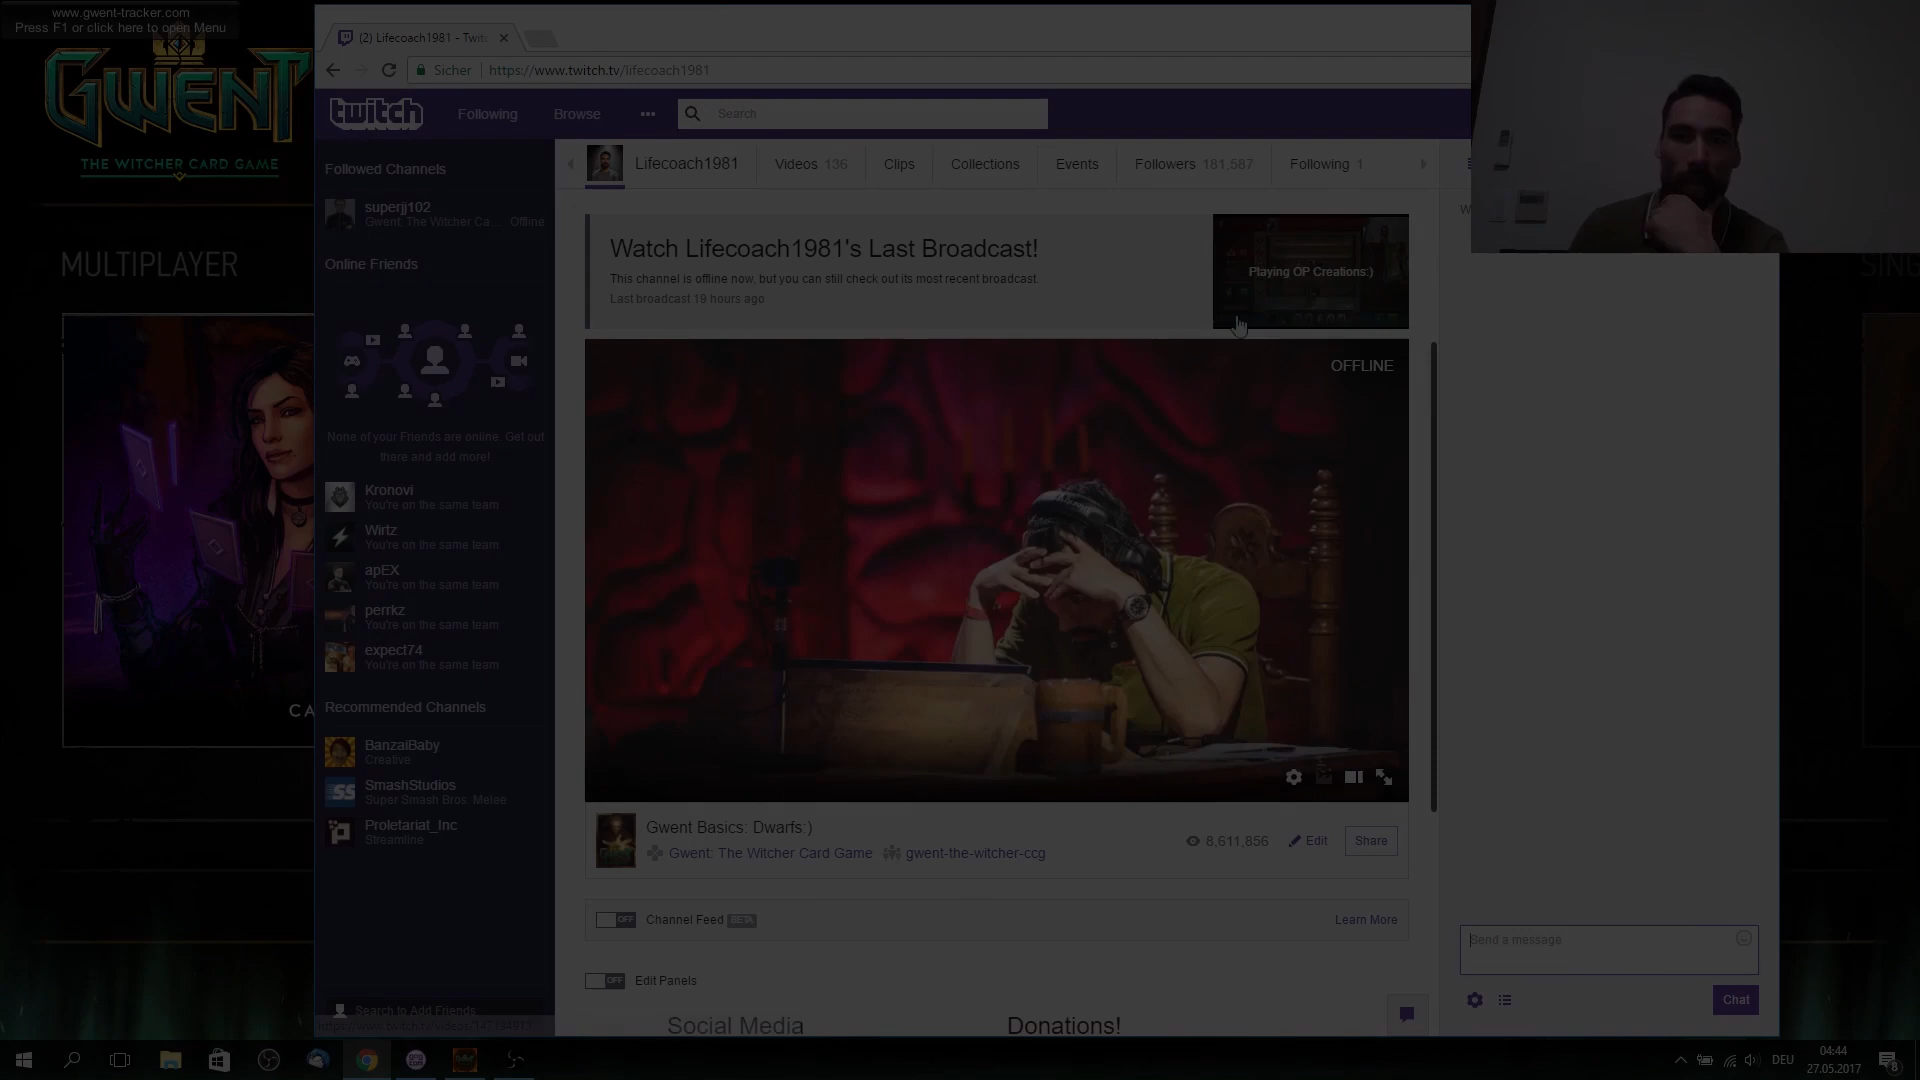 www.gwent-tracker.com
Press F1 or click here to open Menu
GWENT
THE WITCHER CARD GAME
MULTIPLAYER
CA
SING
(2) Lifecoach1981 - Twitc
Sicher
https://www.twitch.tv/lifecoach1981
twitch
Following
Browse
Search
Followed Channels
superjj102
Gwent: The Witcher Ca...
Offline
Online Friends
None of your Friends are online. Get out
there and add more!
Kronovi
You're on the same team
Wirtz
You're on the same team
apEX
You're on the same team
perrkz
You're on the same team
expect74
You're on the same team
Recommended Channels
BanzaiBaby
Creative
SmashStudios
Super Smash Bros. Melee
Proletariat_Inc
Streamline
Search to Add Friends
Lifecoach1981
Videos 136
Clips
Collections
Events
Followers 181,587
Following 1
W
Watch Lifecoach1981's Last Broadcast!
This channel is offline now, but you can still check out its most recent broadcast.
Last broadcast 19 hours ago
Playing OP Creations:)
OFFLINE
Gwent Basics: Dwarfs:)
Gwent: The Witcher Card Game
gwent-the-witcher-ccg
8,611,856
Edit
Share
OFF
Channel Feed BETA
Learn More
OFF
Edit Panels
Social Media
Donations!
Send a message
Chat
DEU
04:44
27.05.2017
8